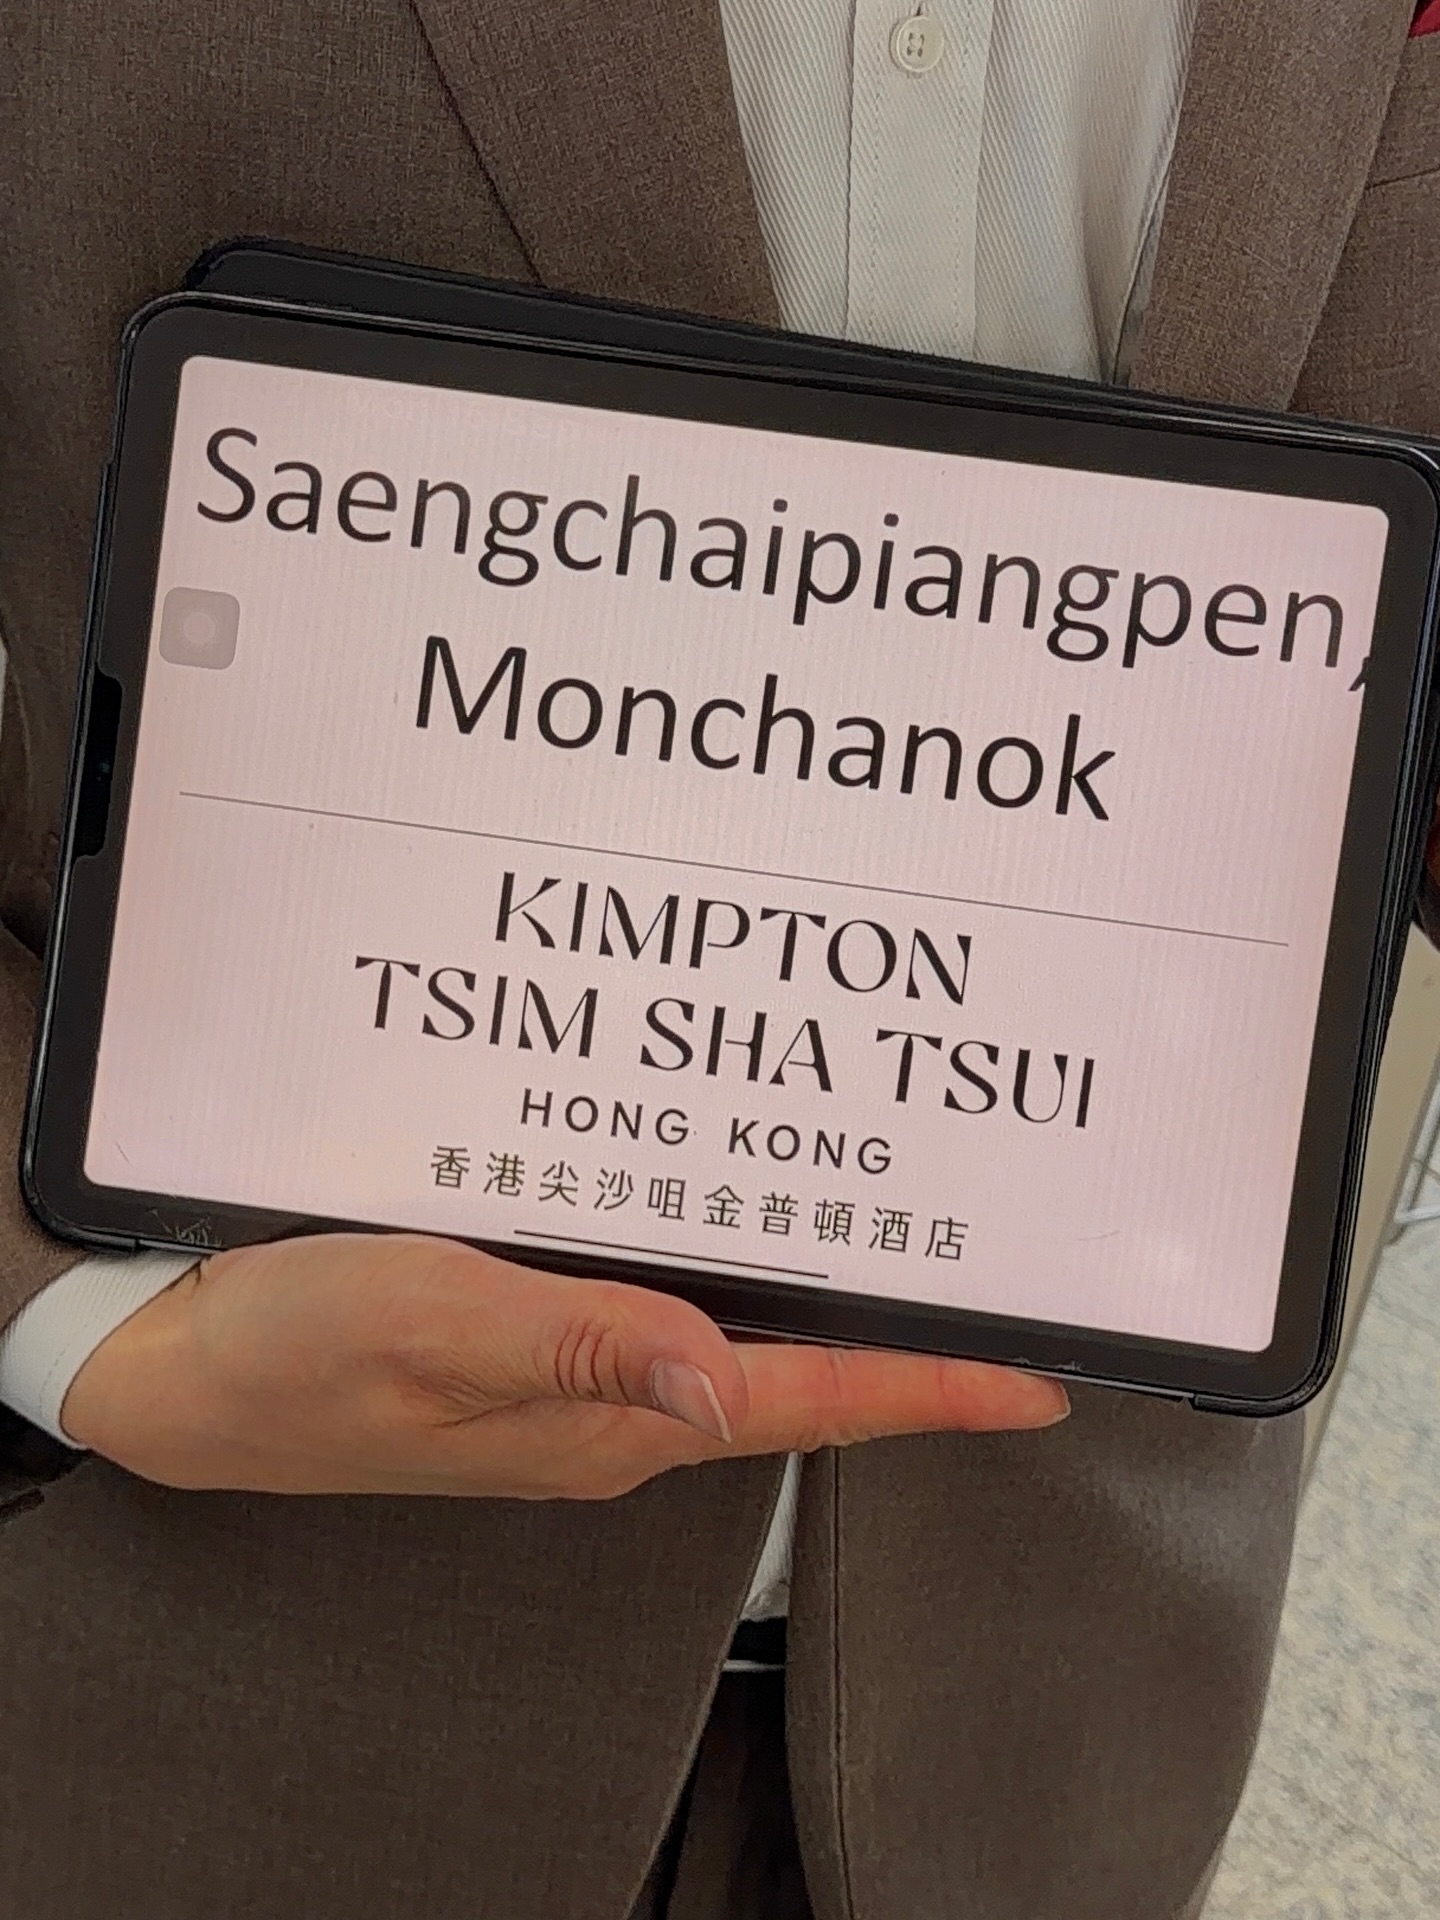 Saengchaipiangpen,
Monchanok
KIMPTON
TSIM SHA TSUI
HONG KONG
香港尖沙咀金普頓酒店